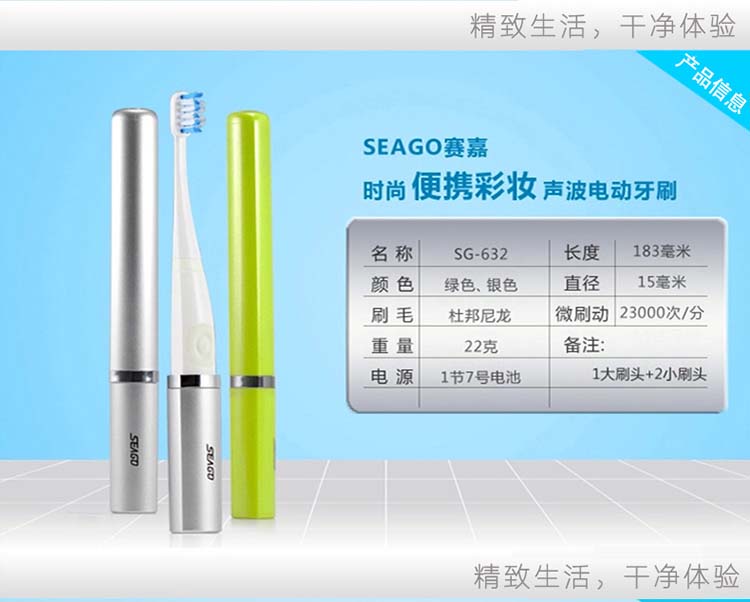 精致生活，干净体验
产品信息
SEAGO赛嘉
时尚 便携彩妆 声波电动牙刷
名 称 SG-632 长度 183毫米
颜 色 绿色、银色 直径 15毫米
刷 毛 杜邦尼龙 微刷动 23000次/分
重 量 22克 备注:
电 源 1节7号电池 1大刷头+2小刷头
SEAGO
SEAGO
精致生活，干净体验